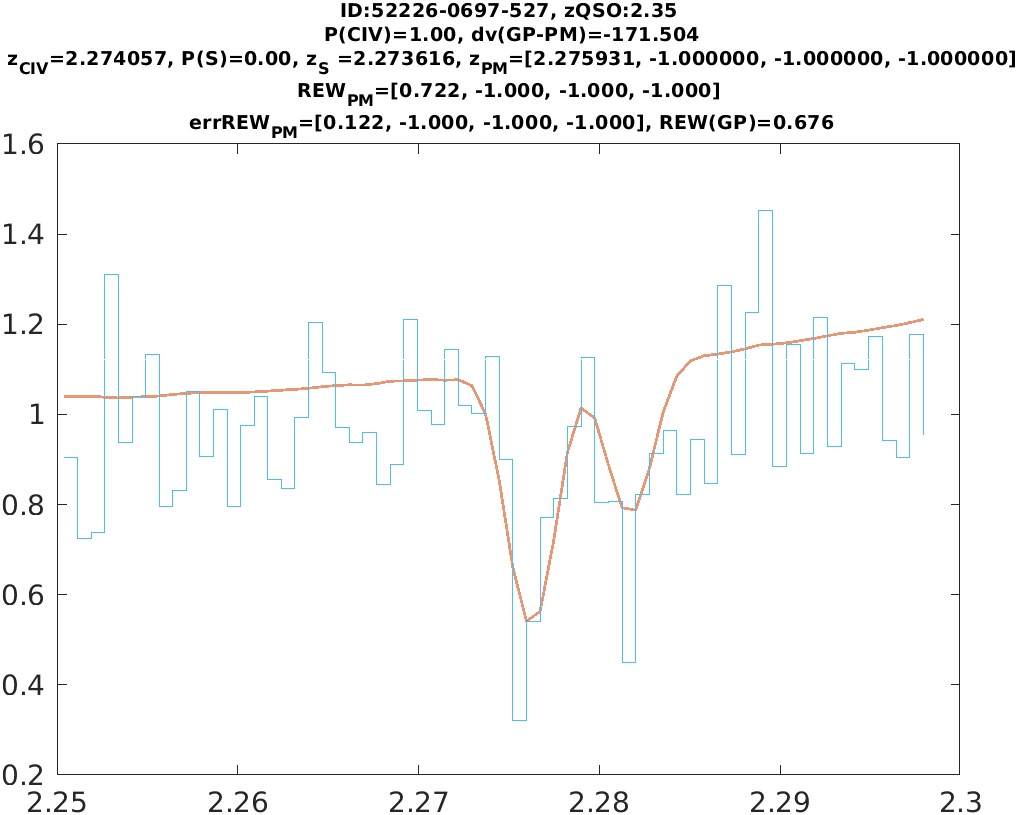 ID:52226-0697-527, zQSO:2.35
P(CIV)=1.00, dv(GP-PM)=-171.504
zCIV=2.274057, P(S)=0.00, zS =2.273616, zPM=[2.275931, -1.000000, -1.000000, -1.000000]
REWPM=[0.722, -1.000, -1.000, -1.000]
errREWPM=[0.122, -1.000, -1.000, -1.000], REW(GP)=0.676
1.6
1.4
1.2
1
0.8
0.6
0.4
0.2
2.25 2.26 2.27 2.28 2.29 2.3